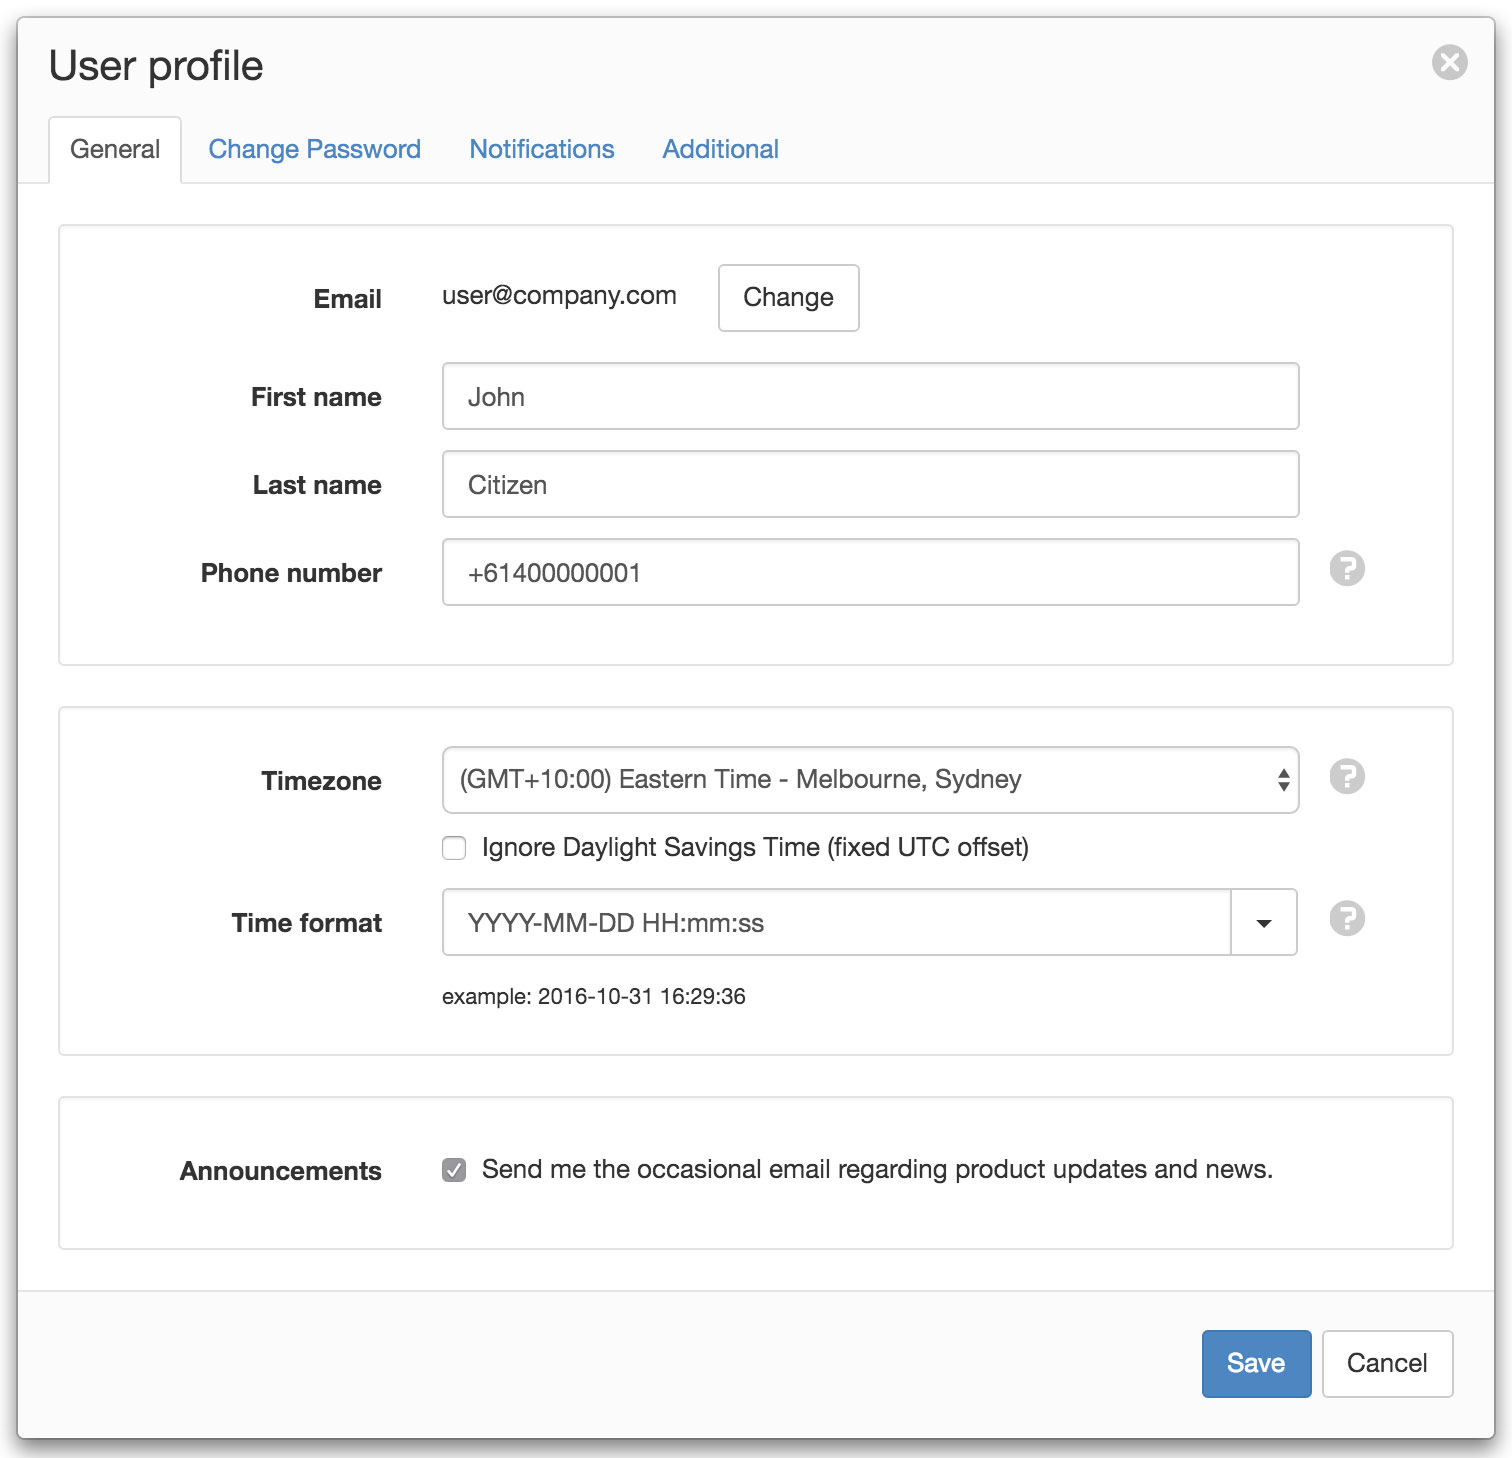 User profile
General Change Password Notifications Additional
Email user@company.com Change
First name John
Last name Citizen
Phone number +61400000001 ?
Timezone (GMT+10:00) Eastern Time - Melbourne, Sydney ?
Ignore Daylight Savings Time (fixed UTC offset)
Time format YYYY-MM-DD HH:mm:ss ?
example: 2016-10-31 16:29:36
Announcements Send me the occasional email regarding product updates and news.
Save Cancel